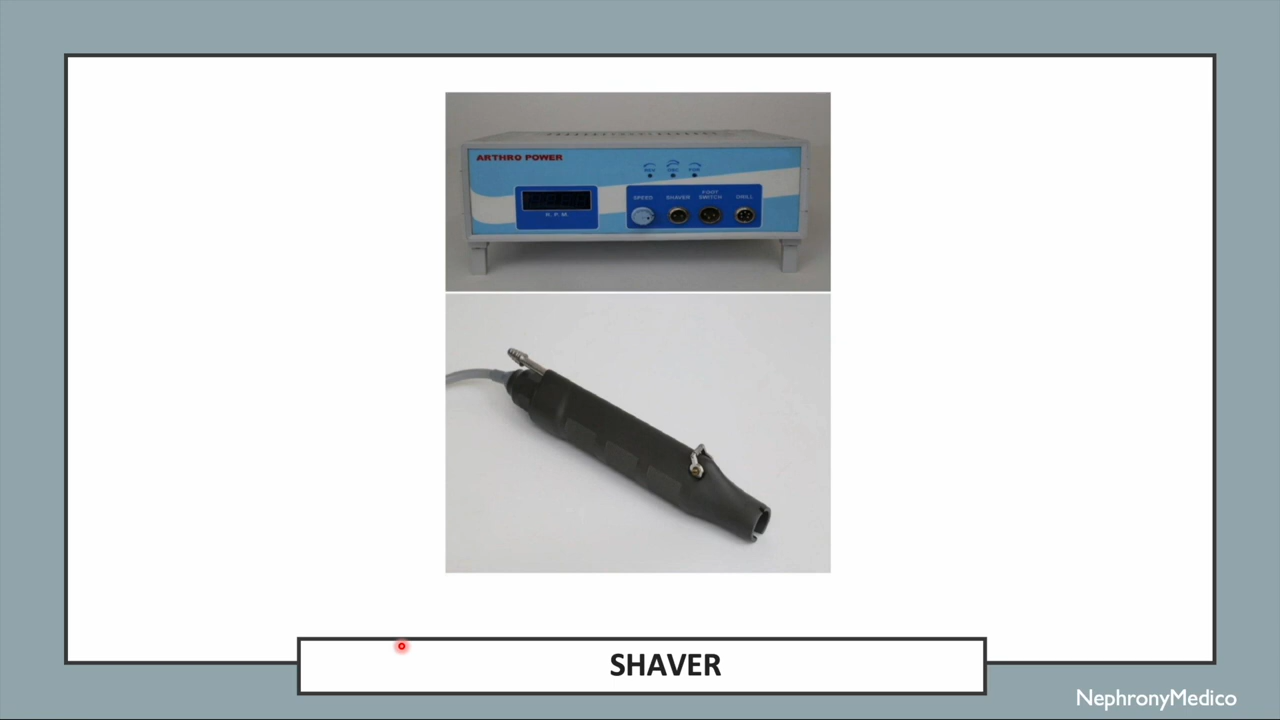 ARTHRO POWER
SPEED
SHAVER
FOOT
SWITCH
DRILL
R. P. M.
SHAVER
NephronyMedico